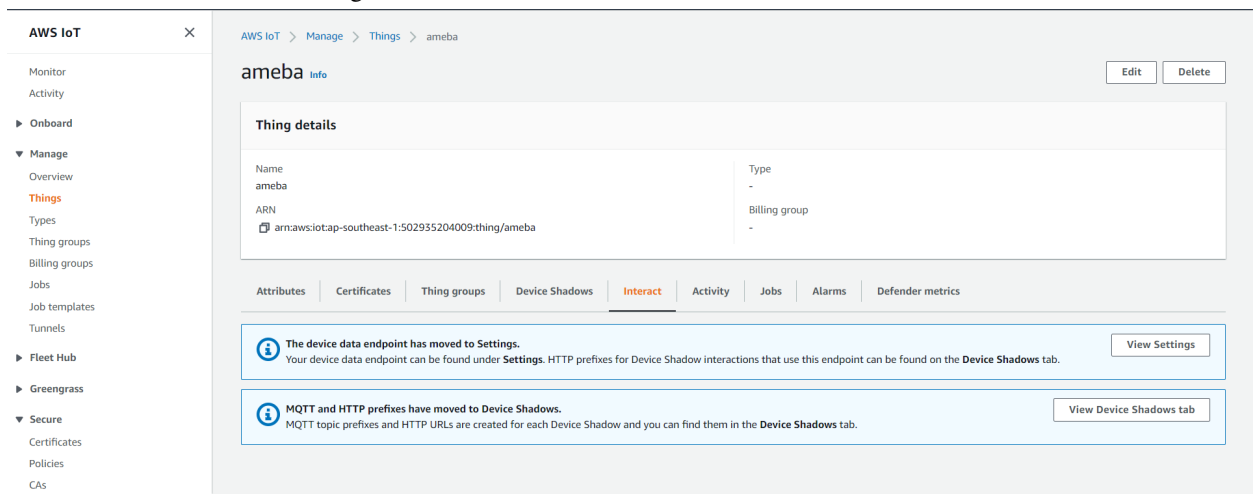 AWS IoT
Monitor
Activity
Onboard
Manage
Overview
Things
Types
Thing groups
Billing groups
Jobs
Job templates
Tunnels
Fleet Hub
Greengrass
Secure
Certificates
Policies
CAs
AWS IoT > Manage > Things > ameba
ameba Info
Edit
Delete
Thing details
Name
ameba
ARN
arn:aws:iot:ap-southeast-1:502935204009:thing/ameba
Type
-
Billing group
-
Attributes Certificates Thing groups Device Shadows Interact Activity Jobs Alarms Defender metrics
The device data endpoint has moved to Settings.
Your device data endpoint can be found under Settings. HTTP prefixes for Device Shadow interactions that use this endpoint can be found on the Device Shadows tab.
View Settings
MQTT and HTTP prefixes have moved to Device Shadows.
MQTT topic prefixes and HTTP URLs are created for each Device Shadow and you can find them in the Device Shadows tab.
View Device Shadows tab